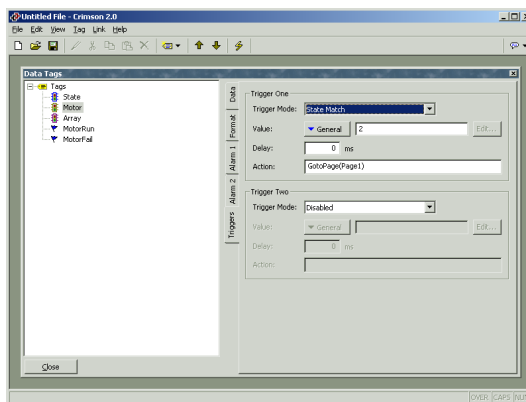 Untitled File - Crimson 2.0
File Edit View Tag Link Help
Data Tags
Tags
State
Motor
Array
MotorRun
MotorFail
Data
Format
Alarm 1
Alarm 2
Triggers
Trigger One
Trigger Mode: State Match
Value: General 2 Edit...
Delay: 0 ms
Action: GotoPage(Page1)
Trigger Two
Trigger Mode: Disabled
Value: General Edit...
Delay: 0 ms
Action:
Close
OVER CAPS NU